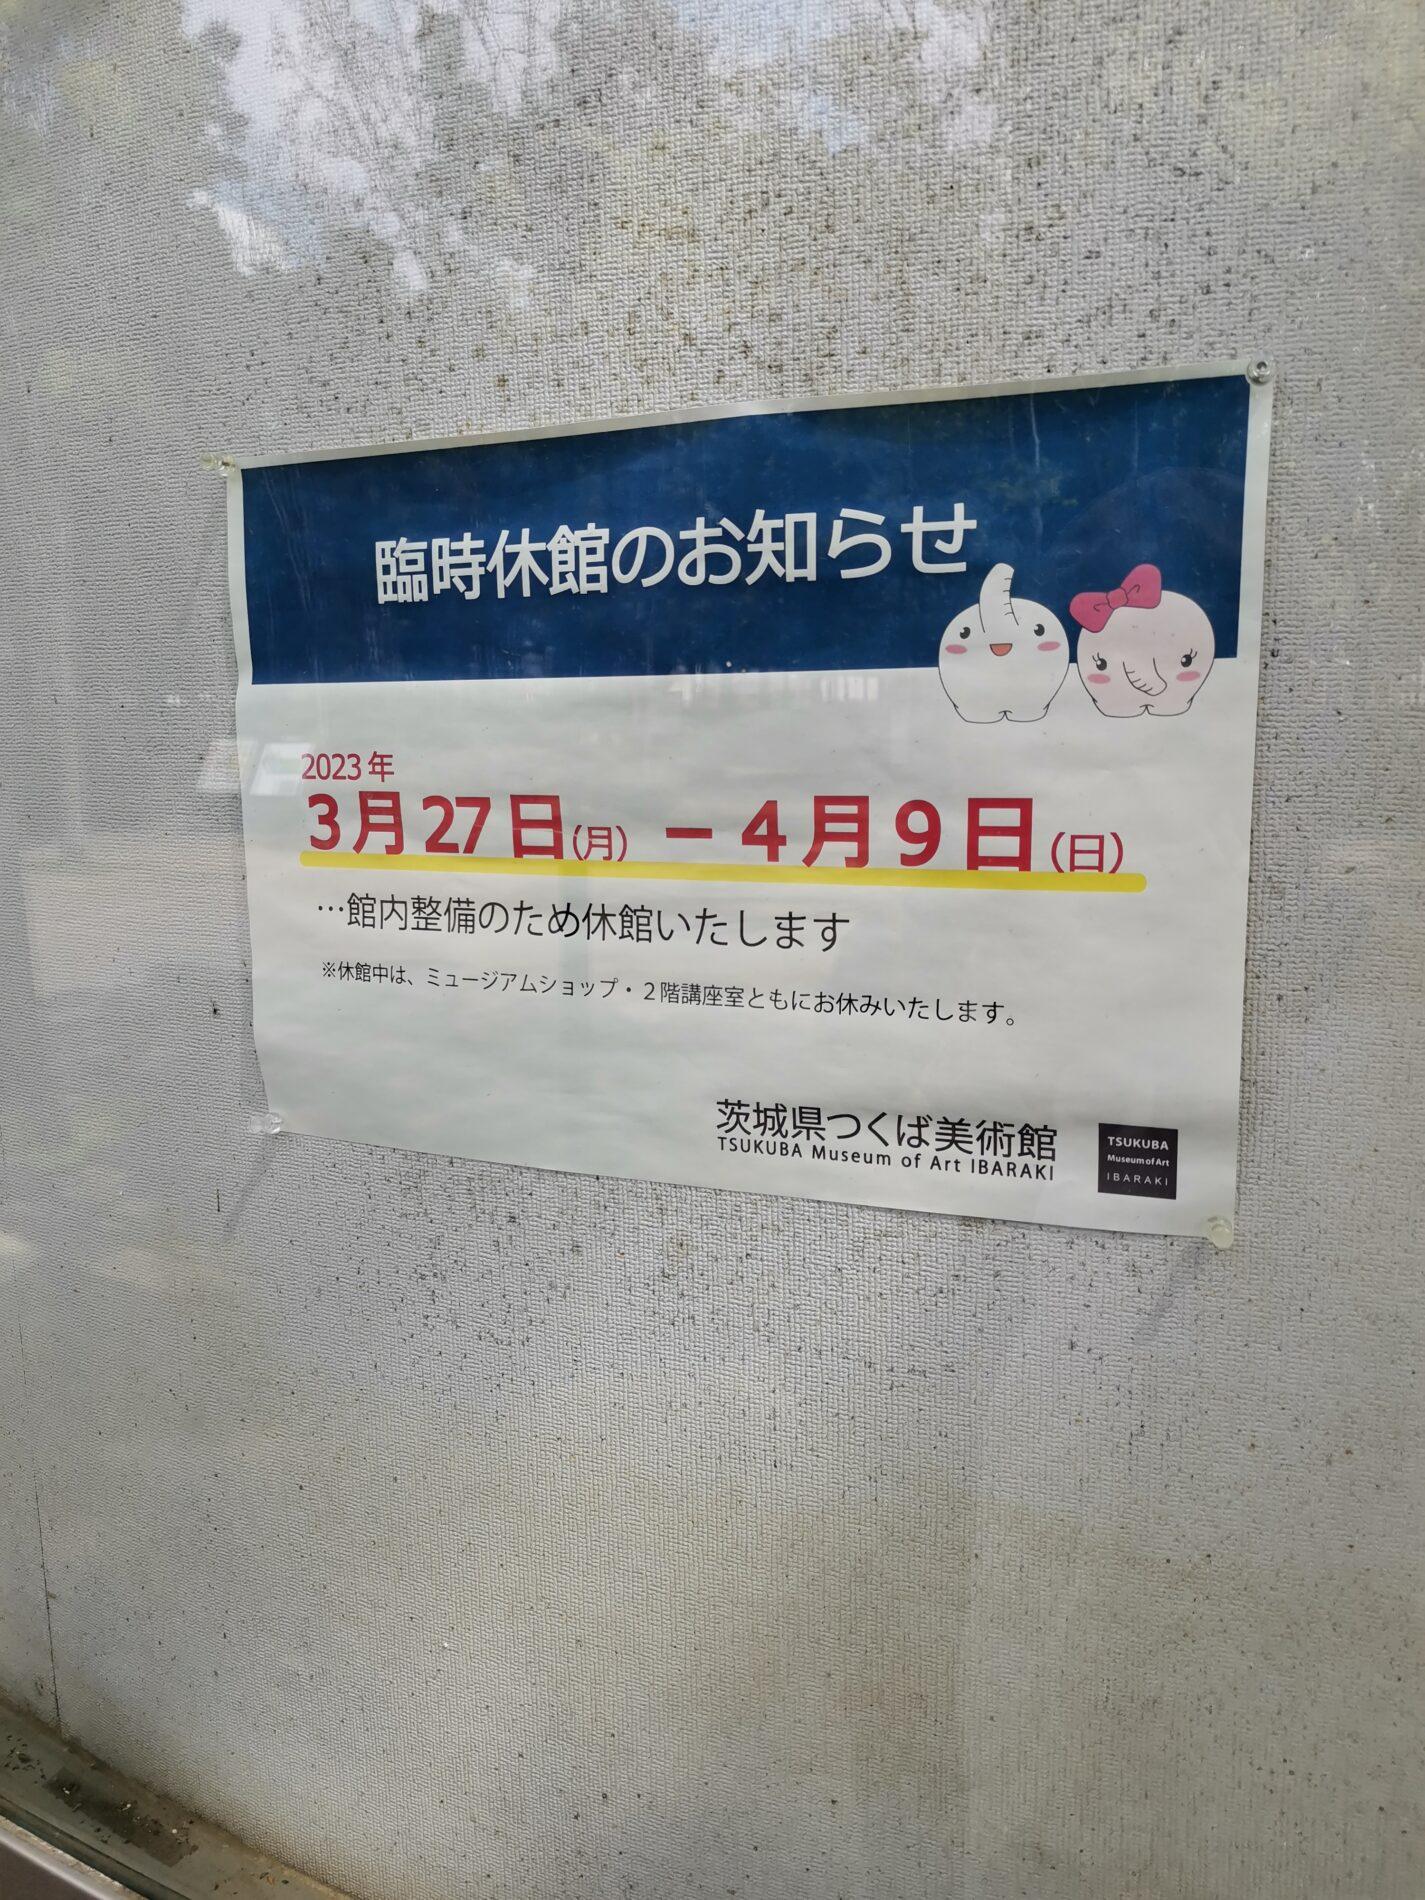 臨時休館のお知らせ
2023年
3月27日(月) － 4月9日(日)
…館内整備のため休館いたします
※休館中は、ミュージアムショップ・2階講座室ともにお休みいたします。
茨城県つくば美術館
TSUKUBA Museum of Art IBARAKI
TSUKUBA
Museum of Art
IBARAKI